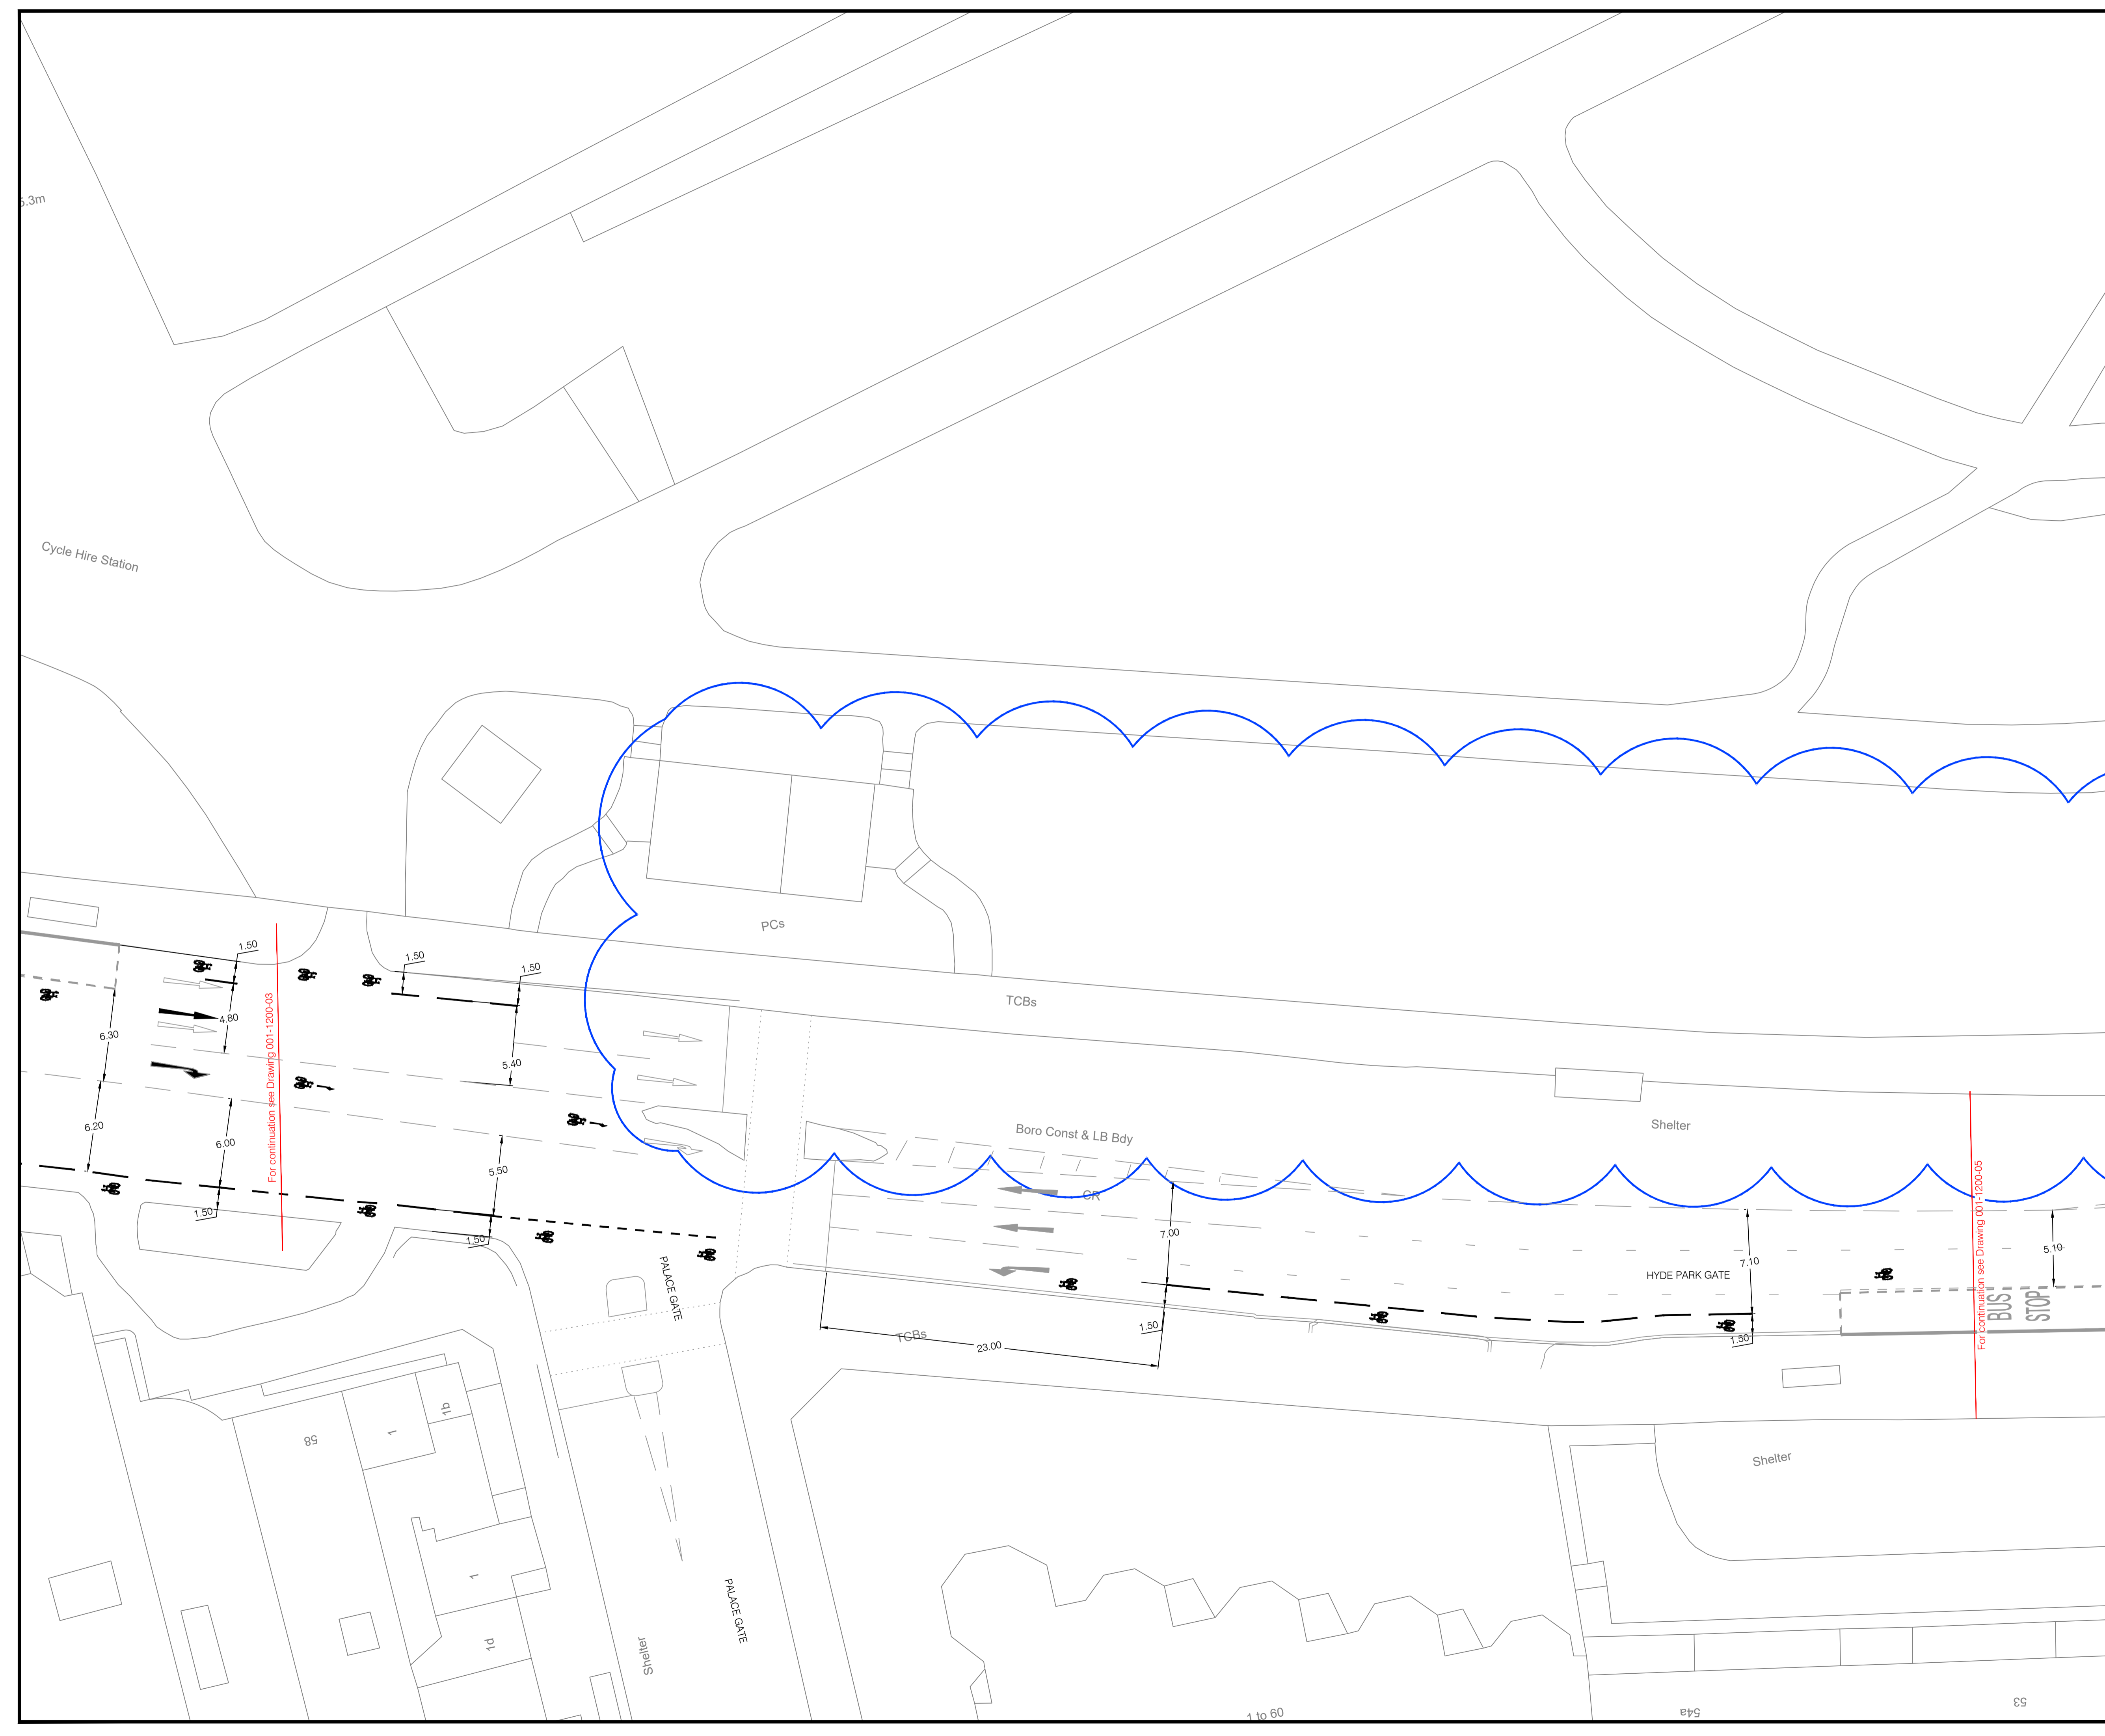 5.3m
Cycle Hire Station
PCs
TCBs
1.50
1.50
1.50
4.80
6.30
5.40
6.20
6.00
5.50
1.50
1.50
For continuation see Drawing 001-1200-03
Boro Const & LB Bdy
CR
Shelter
7.00
7.10
5.10
HYDE PARK GATE
BUS
STOP
For continuation see Drawing 001-1200-05
1.50
1.50
TCBs
23.00
PALACE GATE
PALACE GATE
58
1
1b
1
1d
Shelter
Shelter
1 to 60
54a
53